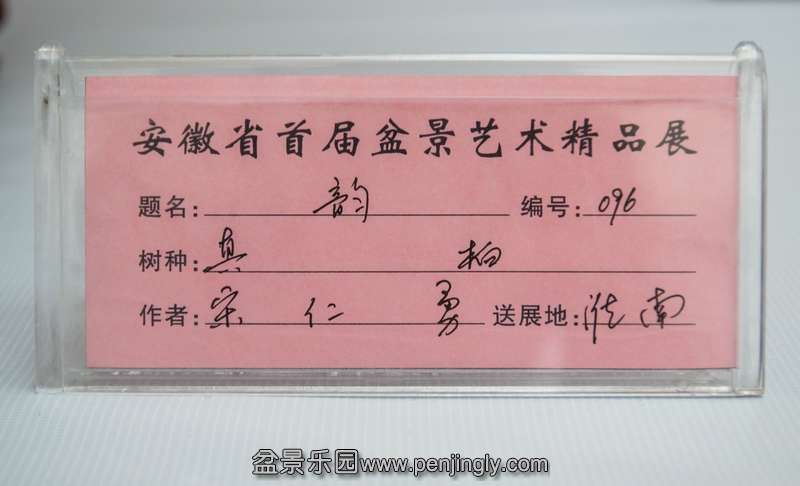 安徽省首届盆景艺术精品展
题名: 韵 编号: 096
树种: 真柏
作者: 宋仁勇 送展地: 淮南
盆景乐园www.penjingly.com